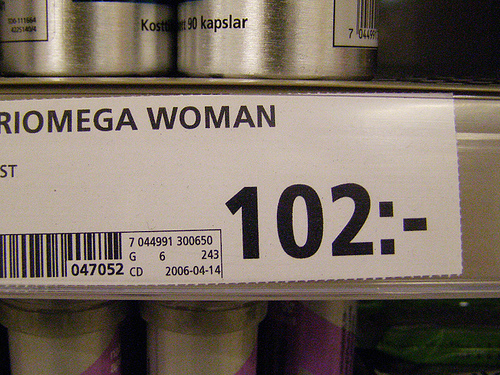 90 kapslar
RIOMEGA WOMAN
ST
102:-
7 044991 300650
G 6 243
047052 CD 2006-04-14